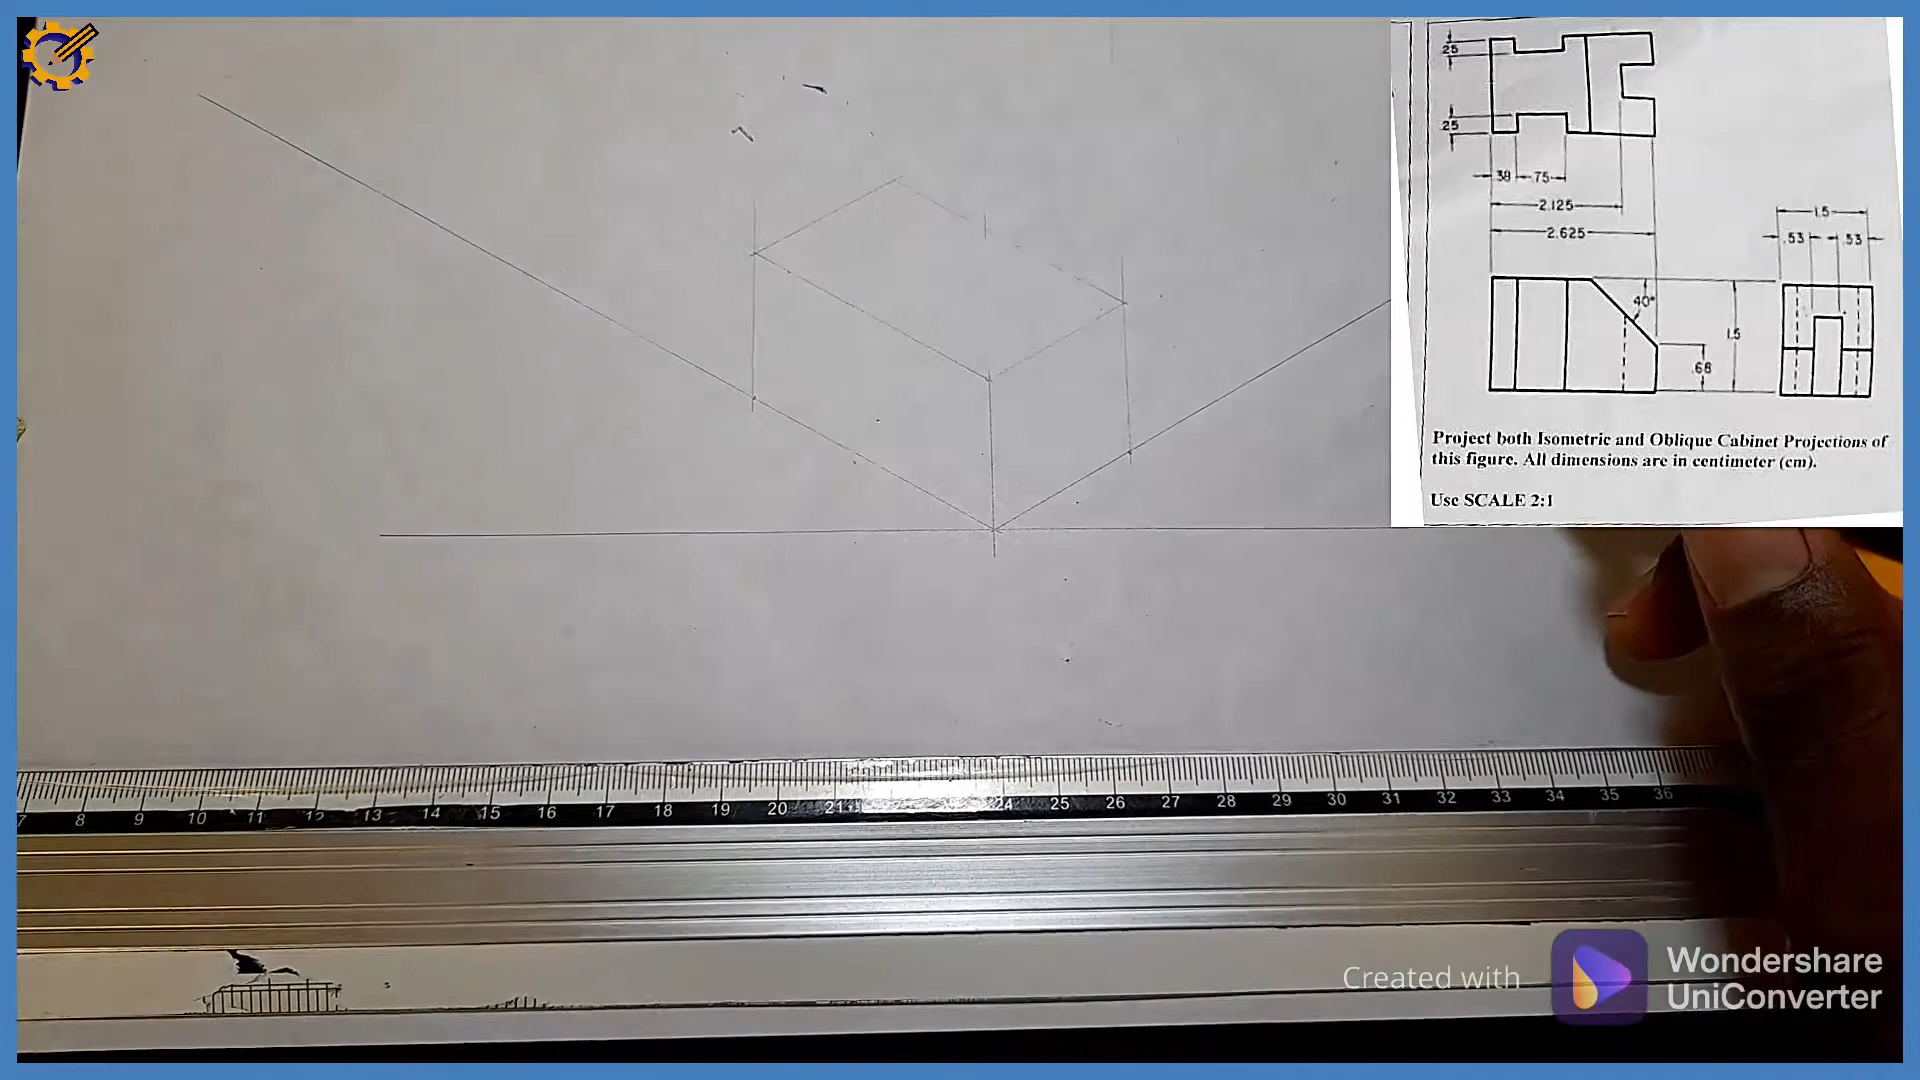 25
25
38
.75
2.125
2.625
1.5
.53
.53
40°
1.5
.68
Project both Isometric and Oblique Cabinet Projections of
this figure. All dimensions are in centimeter (cm).
Use SCALE 2:1
7 8 9 10 11 12 13 14 15 16 17 18 19 20 21 24 25 26 27 28 29 30 31 32 33 34 35 36
Created with
Wondershare
UniConverter